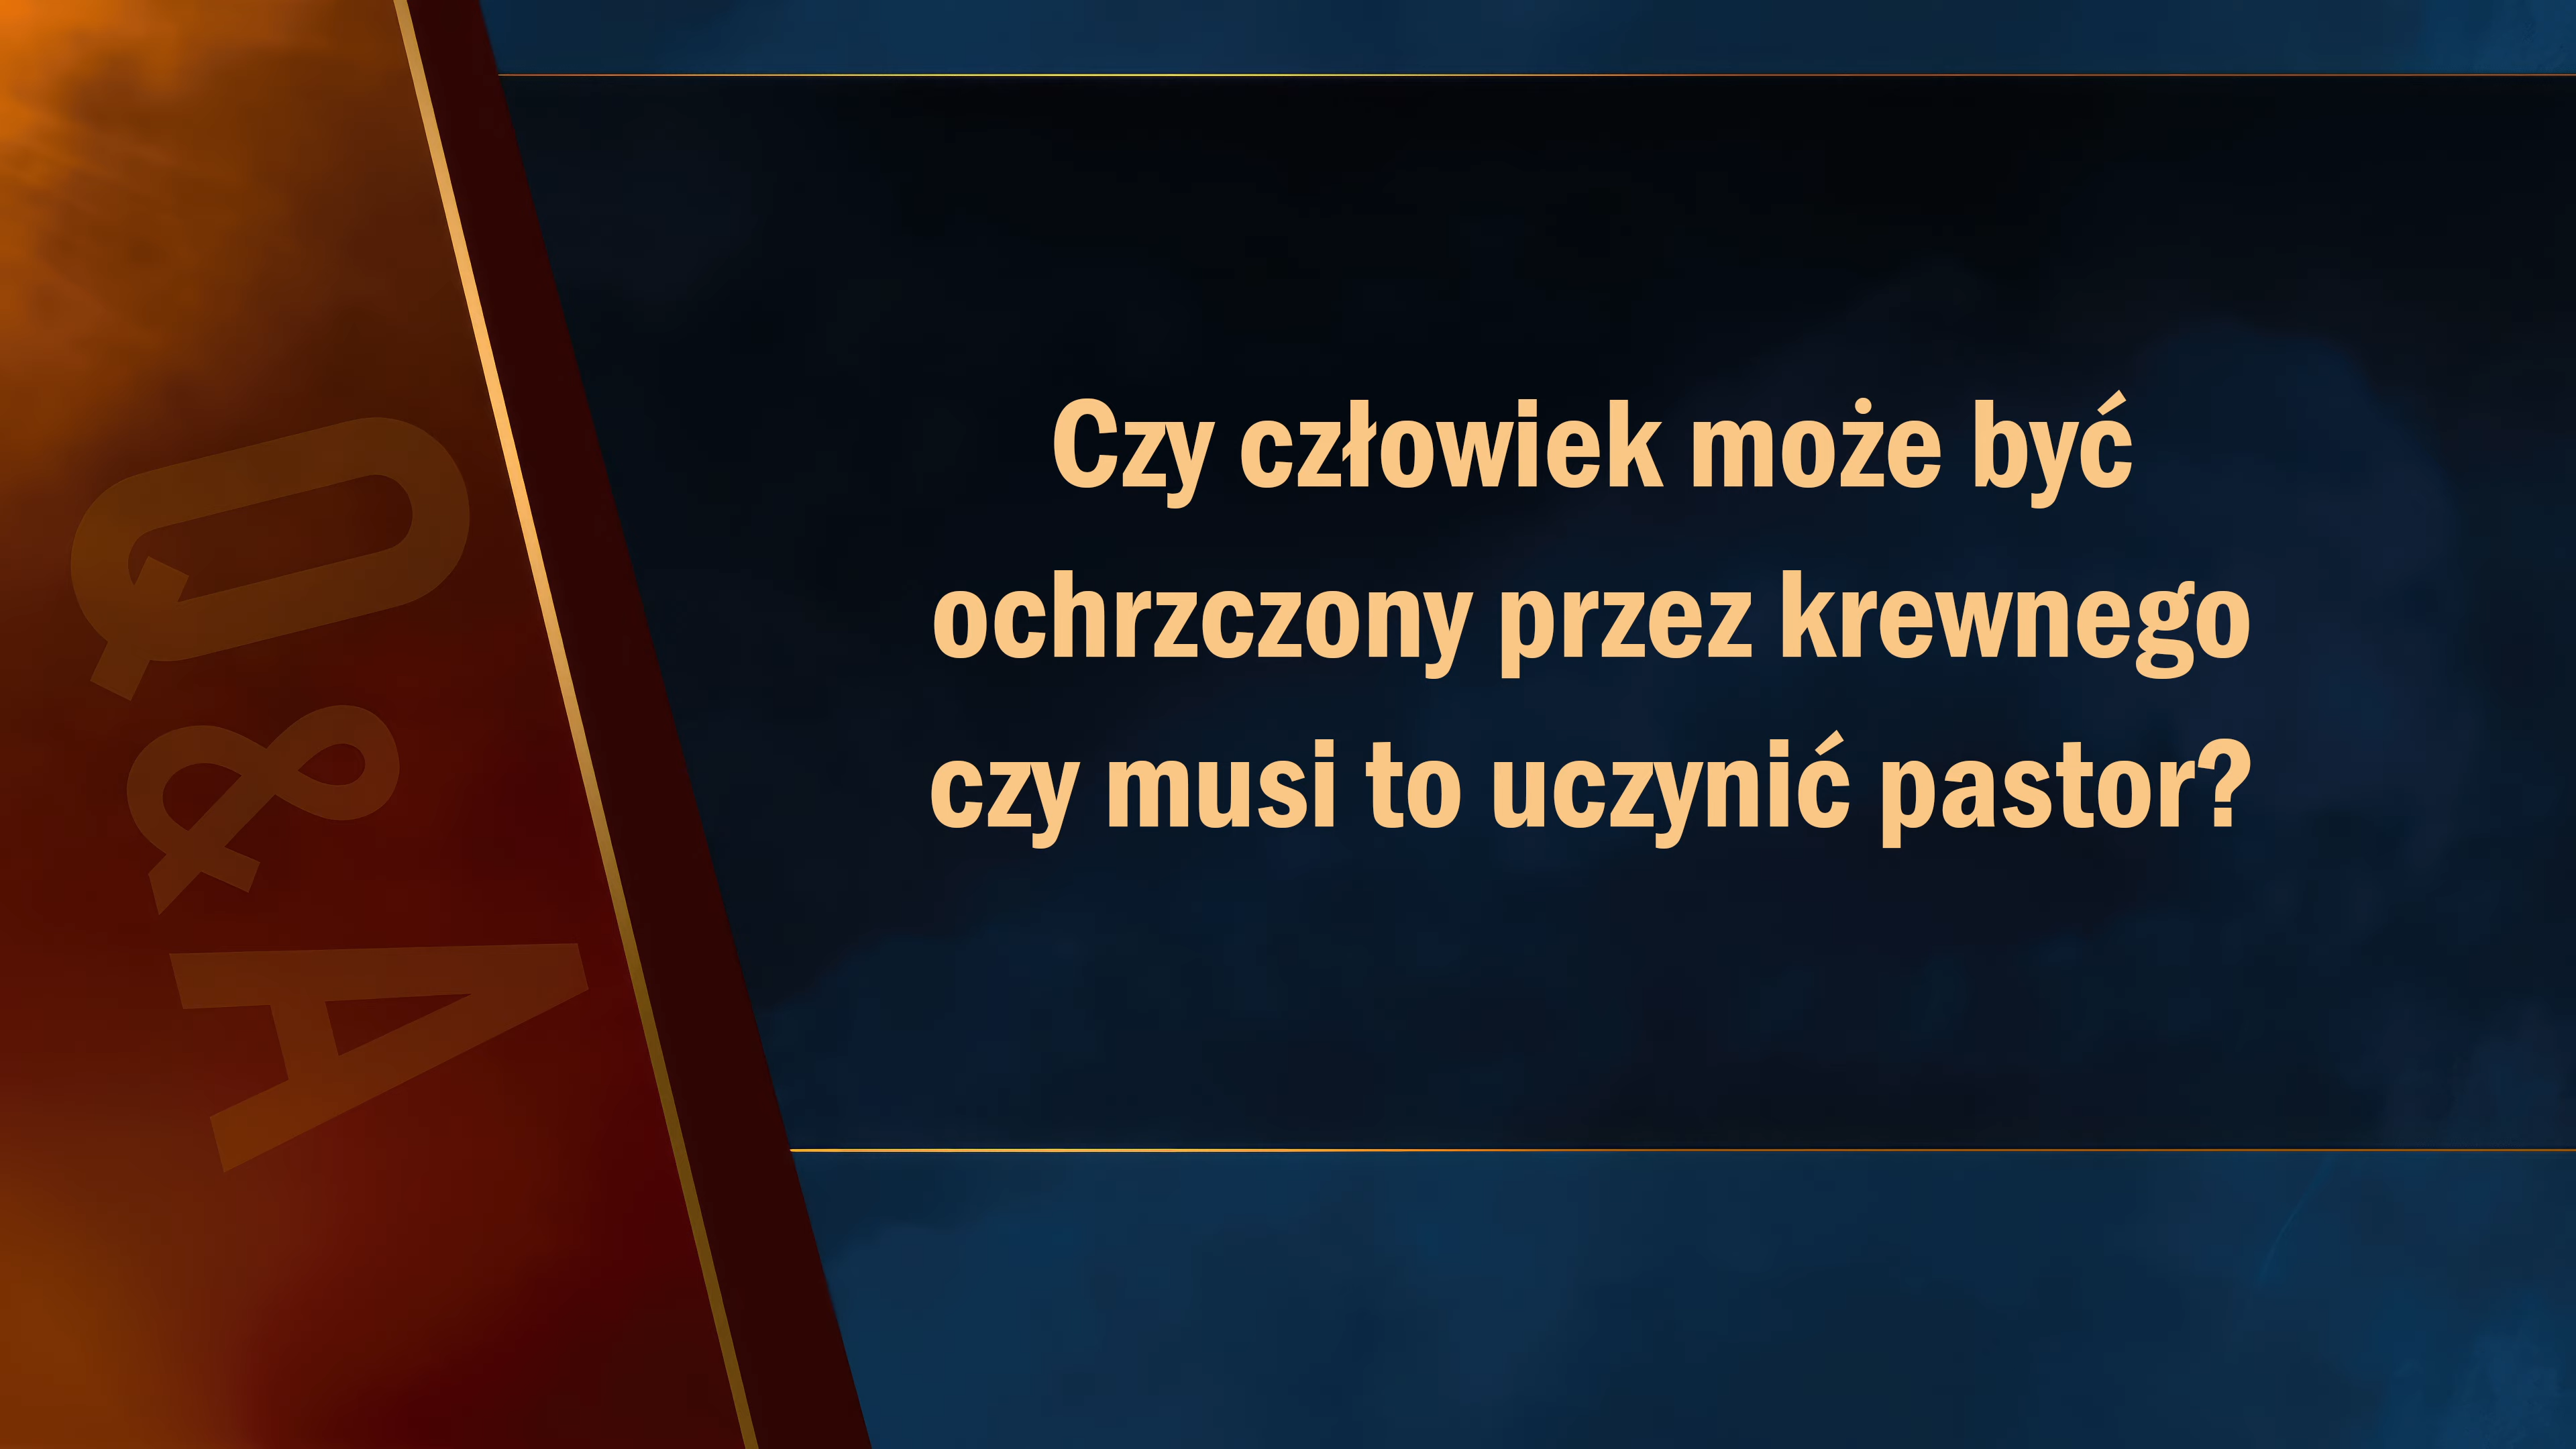 Q & A
Czy człowiek może być
ochrzczony przez krewnego
czy musi to uczynić pastor?